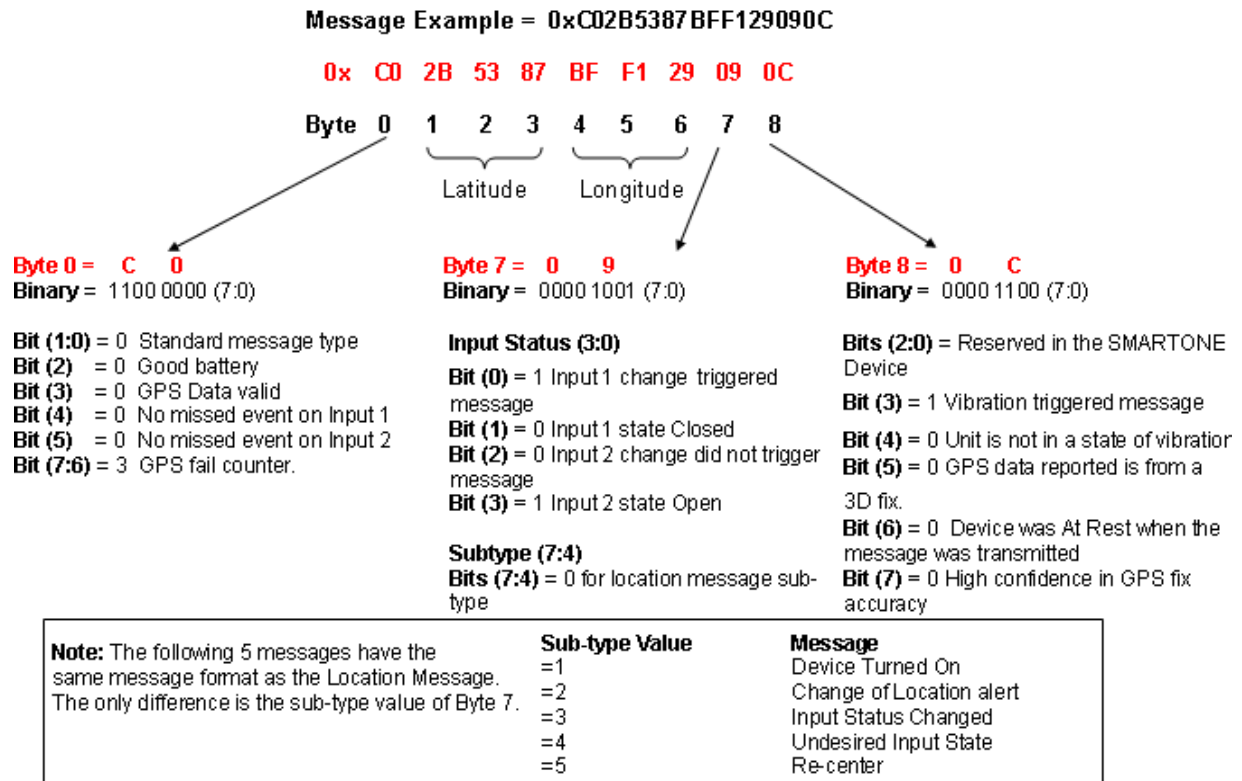 Message Example = 0xC02B5387BFF129090C
0x C0 2B 53 87 BF F1 29 09 0C
Byte 0 1 2 3 4 5 6 7 8
Latitude Longitude
Byte 0 = C 0
Binary = 1100 0000 (7:0)
Bit (1:0) = 0 Standard message type
Bit (2) = 0 Good battery
Bit (3) = 0 GPS Data valid
Bit (4) = 0 No missed event on Input 1
Bit (5) = 0 No missed event on Input 2
Bit (7:6) = 3 GPS fail counter.
Byte 7 = 0 9
Binary = 0000 1001 (7:0)
Input Status (3:0)
Bit (0) = 1 Input 1 change triggered
message
Bit (1) = 0 Input 1 state Closed
Bit (2) = 0 Input 2 change did not trigger
message
Bit (3) = 1 Input 2 state Open
Subtype (7:4)
Bits (7:4) = 0 for location message sub-
type
Byte 8 = 0 C
Binary = 0000 1100 (7:0)
Bits (2:0) = Reserved in the SMARTONE
Device
Bit (3) = 1 Vibration triggered message
Bit (4) = 0 Unit is not in a state of vibration
Bit (5) = 0 GPS data reported is from a
3D fix.
Bit (6) = 0 Device was At Rest when the
message was transmitted
Bit (7) = 0 High confidence in GPS fix
accuracy
Note: The following 5 messages have the
same message format as the Location Message.
The only difference is the sub-type value of Byte 7.
Sub-type Value Message
=1 Device Turned On
=2 Change of Location alert
=3 Input Status Changed
=4 Undesired Input State
=5 Re-center